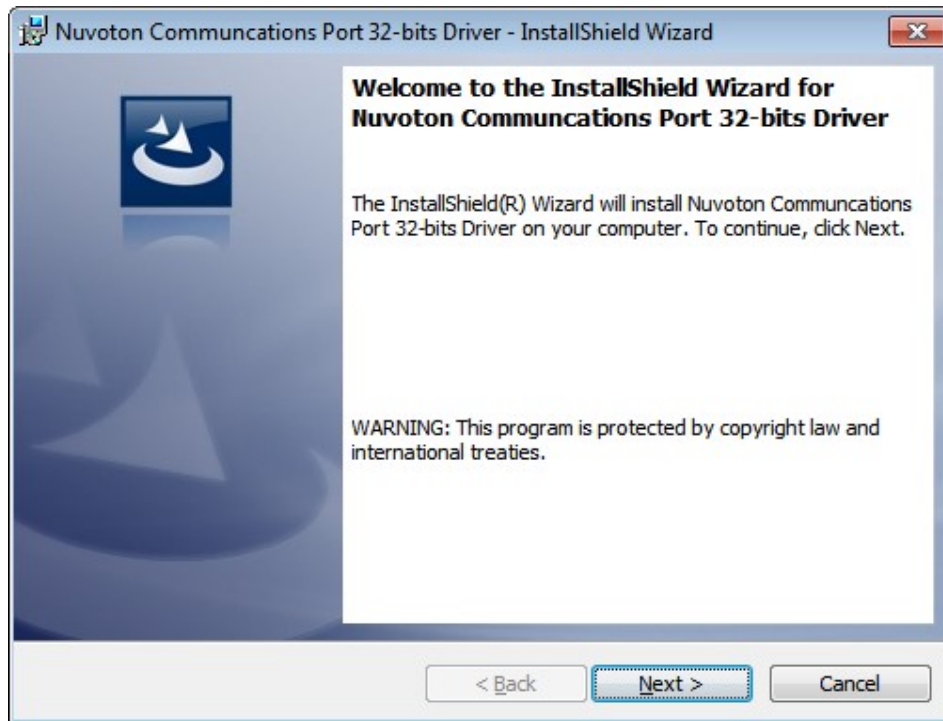 Nuvoton Communcations Port 32-bits Driver - InstallShield Wizard
Welcome to the InstallShield Wizard for
Nuvoton Communcations Port 32-bits Driver
The InstallShield(R) Wizard will install Nuvoton Communcations
Port 32-bits Driver on your computer. To continue, click Next.
WARNING: This program is protected by copyright law and
international treaties.
< Back
Next >
Cancel